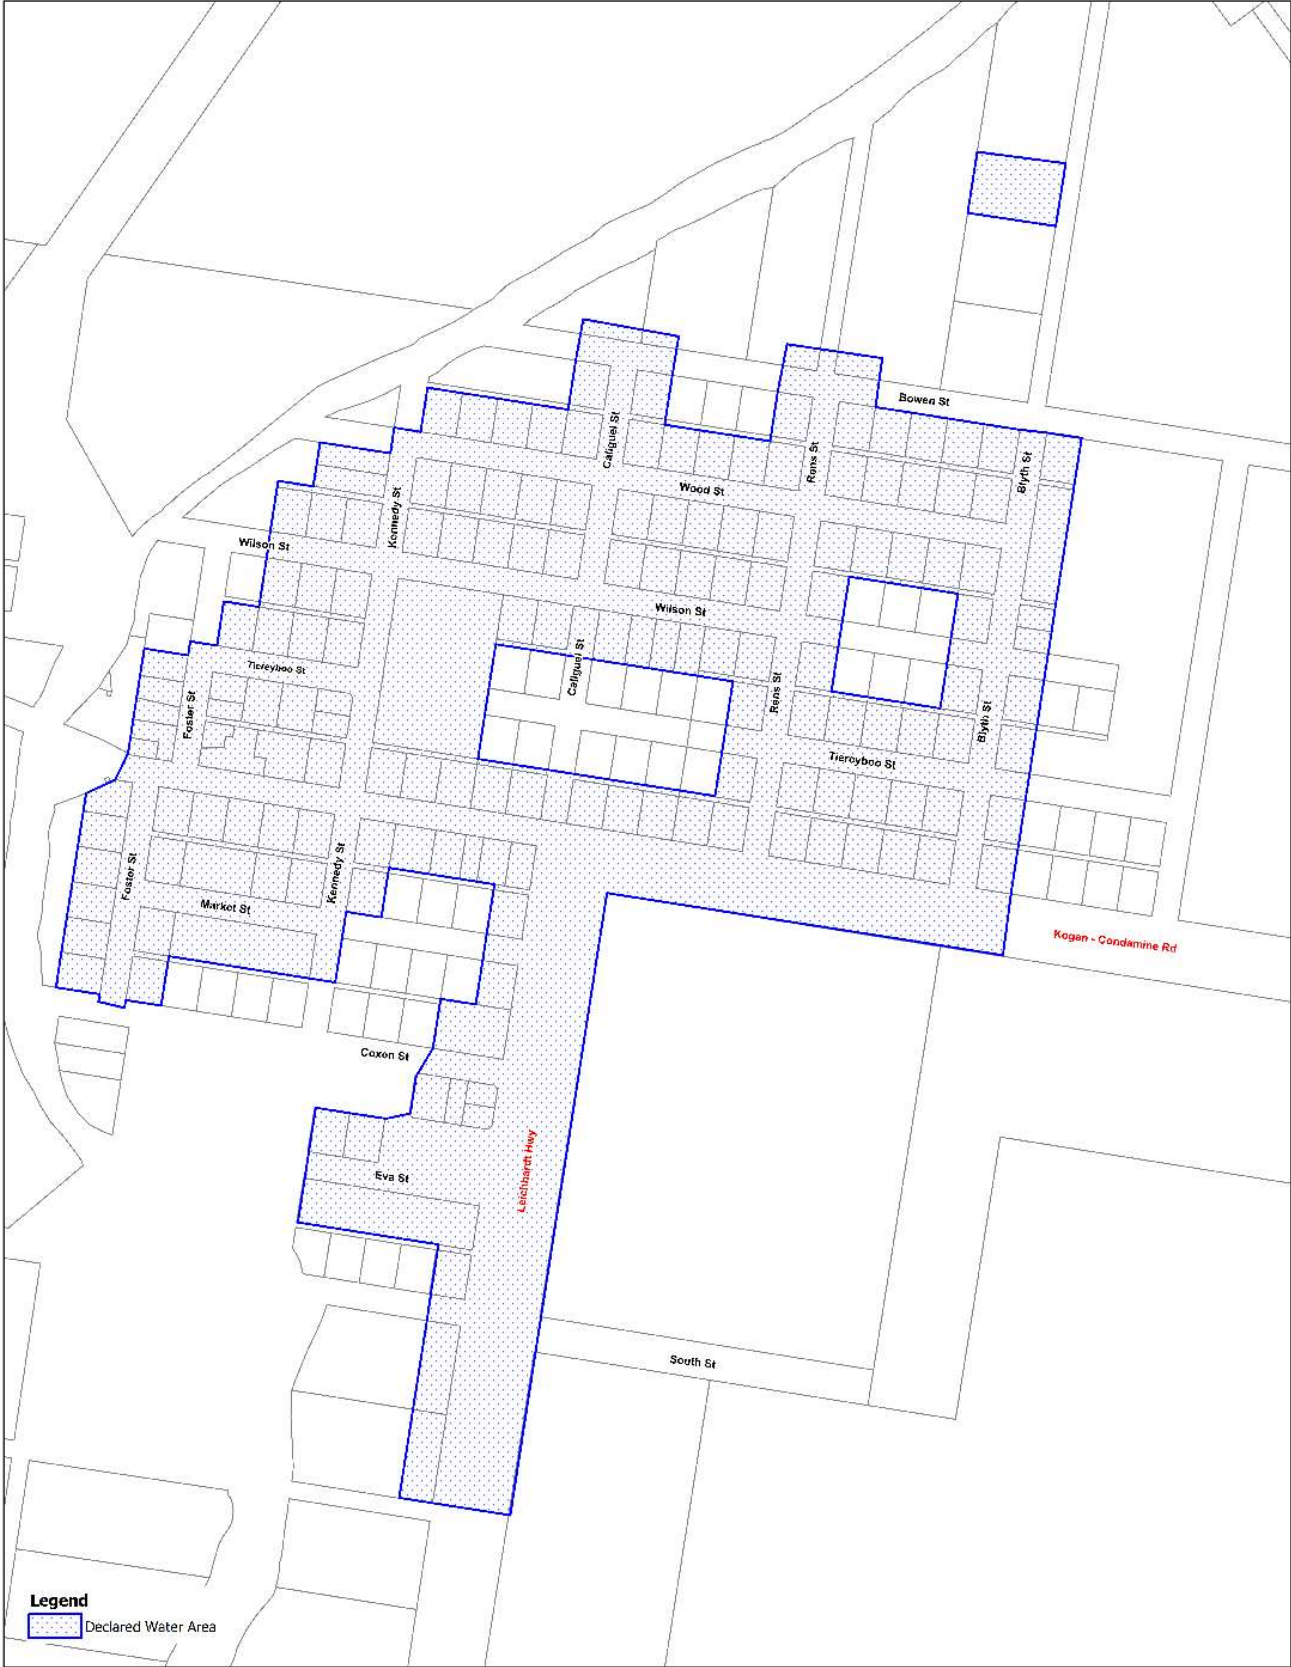 Bowen St
Caliguel St
Rens St
Blyth St
Wood St
Kennedy St
Wilson St
Wilson St
Caliguel St
Tiereyboo St
Rens St
Foster St
Blyth St
Tiereyboo St
Kennedy St
Foster St
Market St
Kogan - Condamine Rd
Coxen St
Leichhardt Hwy
Eva St
South St
Legend
Declared Water Area